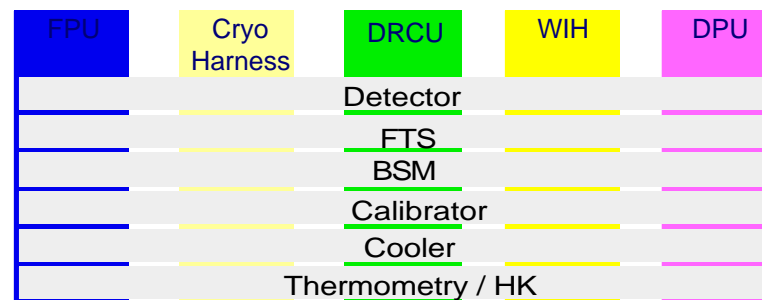 FPU Cryo Harness DRCU WIH DPU
Detector
FTS
BSM
Calibrator
Cooler
Thermometry / HK